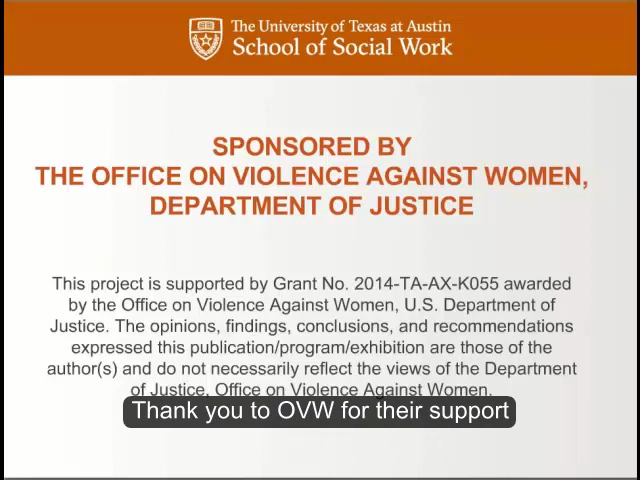 The University of Texas at Austin
School of Social Work
SPONSORED BY
THE OFFICE ON VIOLENCE AGAINST WOMEN,
DEPARTMENT OF JUSTICE
This project is supported by Grant No. 2014-TA-AX-K055 awarded
by the Office on Violence Against Women, U.S. Department of
Justice. The opinions, findings, conclusions, and recommendations
expressed this publication/program/exhibition are those of the
author(s) and do not necessarily reflect the views of the Department
of Justice, Office on Violence Against Women.
Thank you to OVW for their support